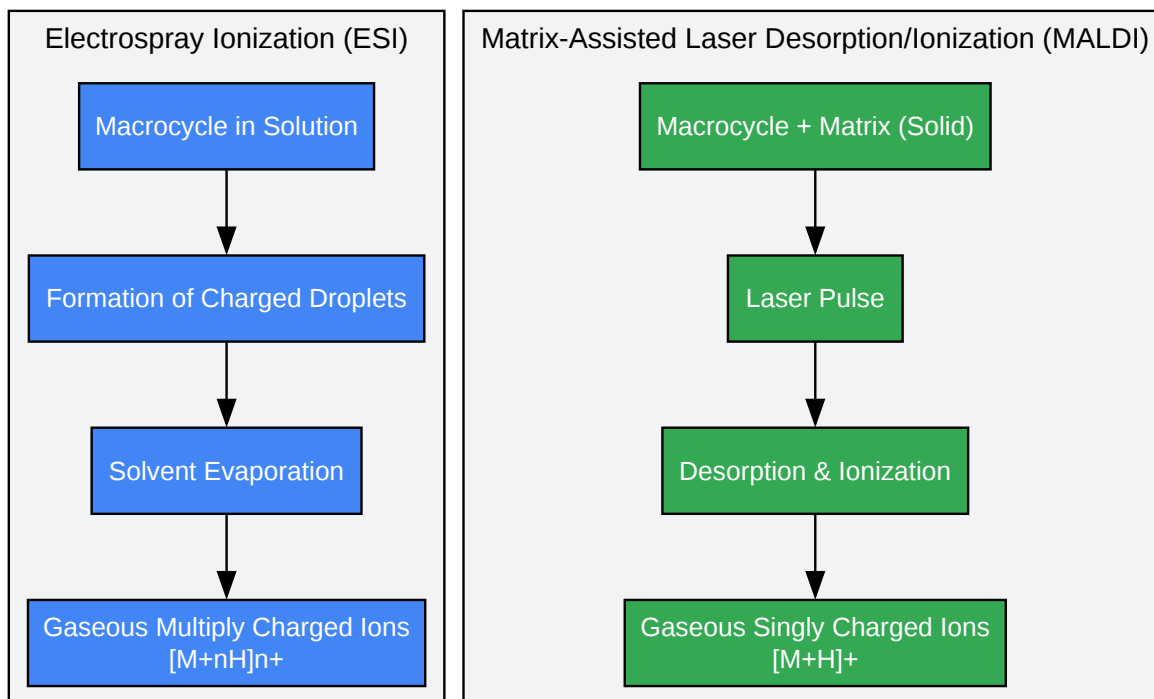 Electrospray Ionization (ESI)
Macrocycle in Solution
Formation of Charged Droplets
Solvent Evaporation
Gaseous Multiply Charged Ions
[M+nH]n+
Matrix-Assisted Laser Desorption/Ionization (MALDI)
Macrocycle + Matrix (Solid)
Laser Pulse
Desorption & Ionization
Gaseous Singly Charged Ions
[M+H]+